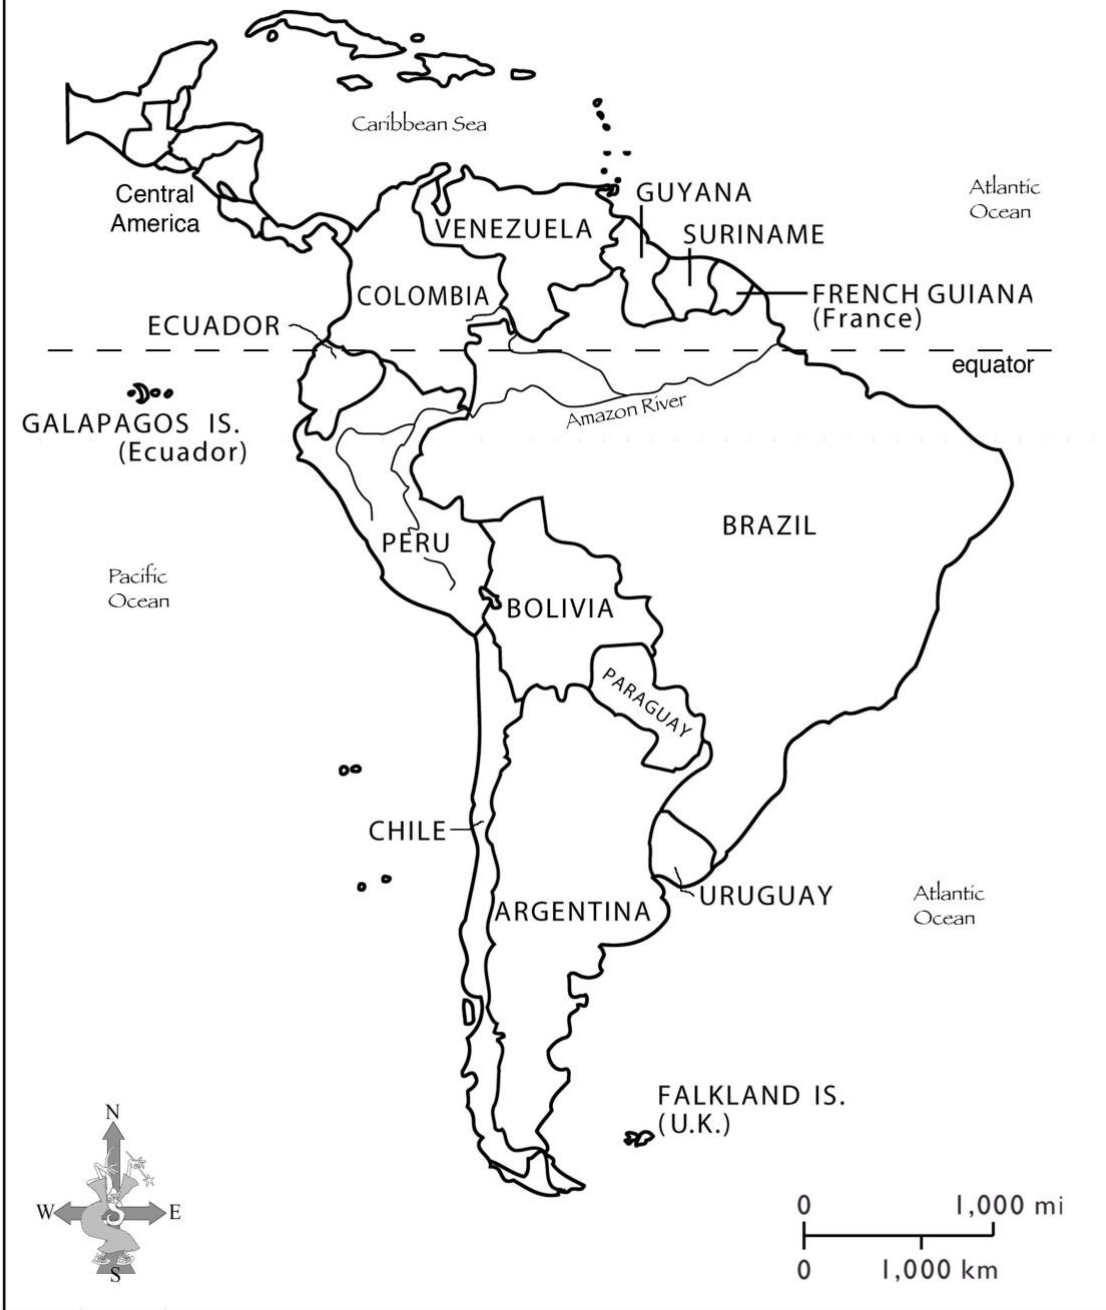 Caribbean Sea
Central
America
Atlantic
Ocean
GUYANA
VENEZUELA
SURINAME
COLOMBIA
FRENCH GUIANA
(France)
ECUADOR
equator
GALAPAGOS IS.
(Ecuador)
Amazon River
BRAZIL
PERU
Pacific
Ocean
BOLIVIA
PARAGUAY
CHILE
URUGUAY
ARGENTINA
Atlantic
Ocean
FALKLAND IS.
(U.K.)
N
W
E
S
S
0 1,000 mi
0 1,000 km